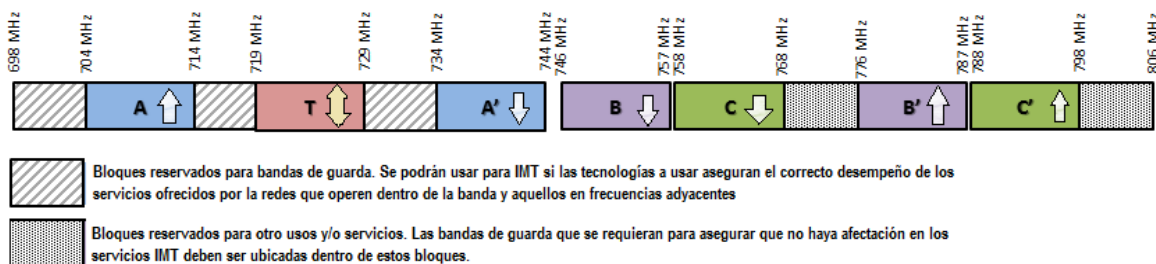 698 MHz
704 MHz
714 MHz
719 MHz
729 MHz
734 MHz
744 MHz
746 MHz
757 MHz
758 MHz
768 MHz
776 MHz
787 MHz
788 MHz
798 MHz
806 MHz
A
T
A'
B
C
B'
C'
Bloques reservados para bandas de guarda. Se podrán usar para IMT si las tecnologías a usar aseguran el correcto desempeño de los
servicios ofrecidos por la redes que operen dentro de la banda y aquellos en frecuencias adyacentes
Bloques reservados para otro usos y/o servicios. Las bandas de guarda que se requieran para asegurar que no haya afectación en los
servicios IMT deben ser ubicadas dentro de estos bloques.